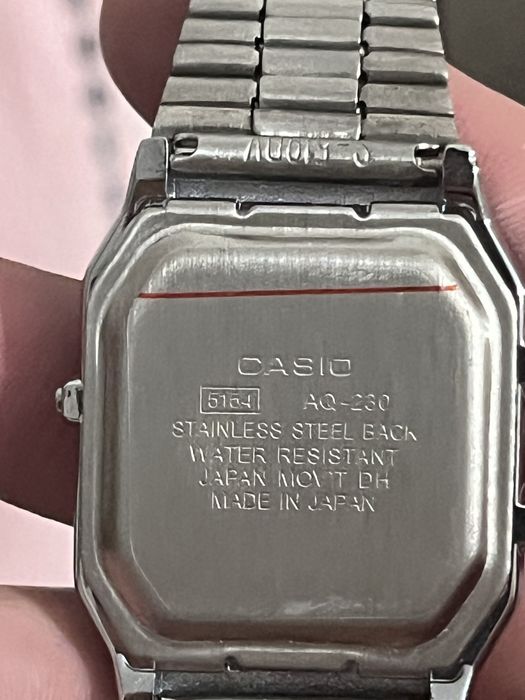 CASIO
5154 AQ-230
STAINLESS STEEL BACK
WATER RESISTANT
JAPAN MOV'T DH
MADE IN JAPAN